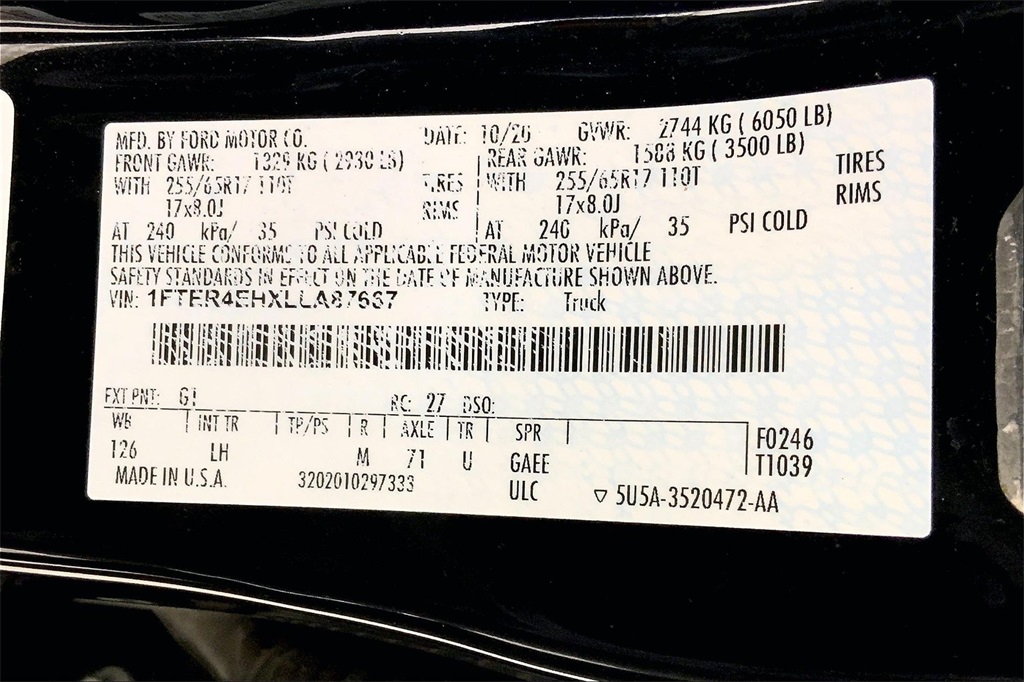 MFD. BY FORD MOTOR CO. DATE: 10/20 GVWR: 2744 KG ( 6050 LB)
FRONT GAWR: 1329 KG ( 2930 LB) REAR GAWR: 1588 KG ( 3500 LB)
WITH 255/65R17 110T TIRES WITH 255/65R17 110T TIRES
17x8.0J RIMS 17x8.0J RIMS
AT 240 kPa/ 35 PSI COLD AT 240 kPa/ 35 PSI COLD
THIS VEHICLE CONFORMS TO ALL APPLICABLE FEDERAL MOTOR VEHICLE
SAFETY STANDARDS IN EFFECT ON THE DATE OF MANUFACTURE SHOWN ABOVE.
VIN: 1FTER4EHXLLA87637 TYPE: Truck
EXT PNT: G1 RC: 27 DSO:
WB INT TR TP/PS R AXLE TR SPR
126 LH M 71 U GAEE
F0246
T1039
MADE IN U.S.A. 3202010297333 ULC ▽ 5U5A-3520472-AA